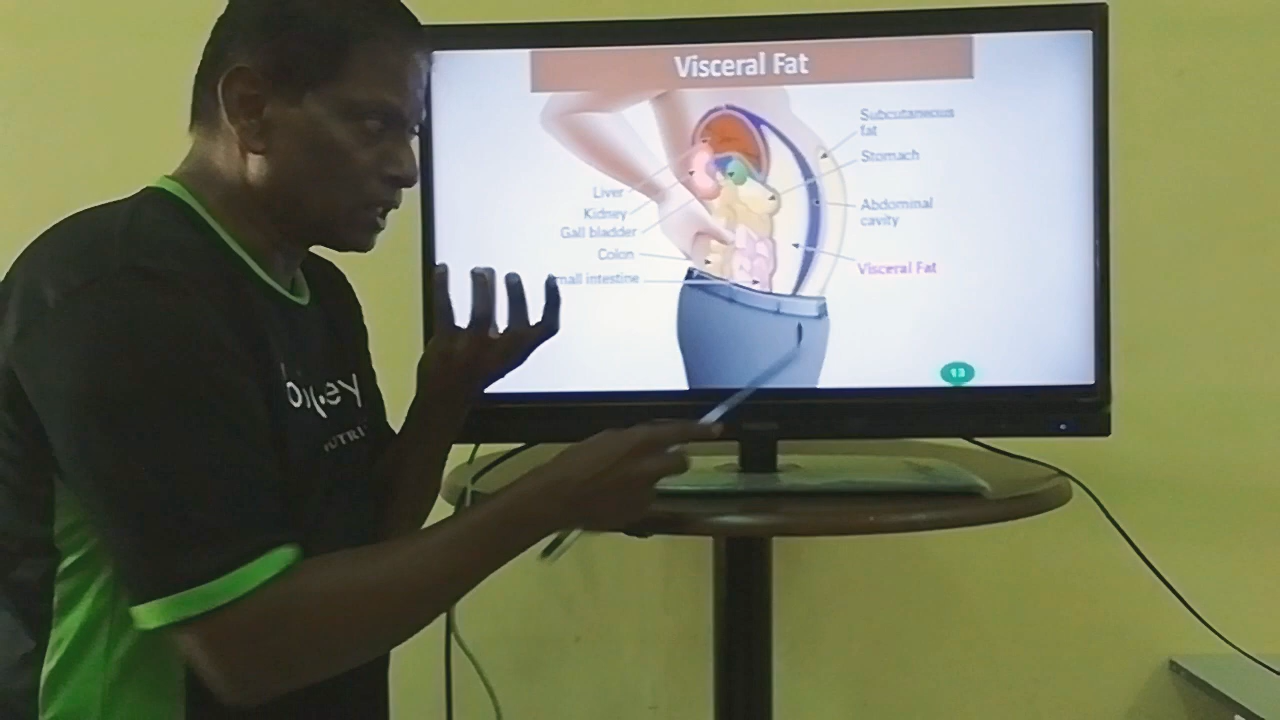 Visceral Fat
Subcutaneous
fat
Stomach
Liver
Kidney
Abdominal
cavity
Gall bladder
Colon
Visceral Fat
mall intestine
13